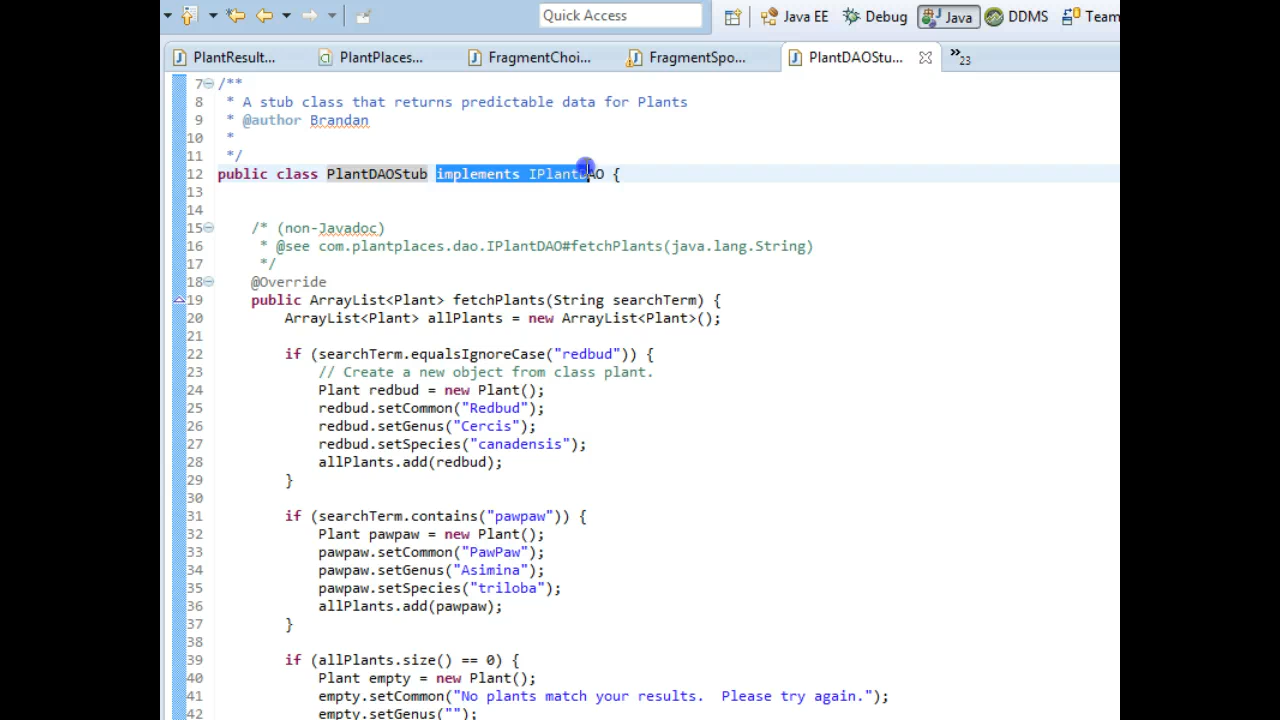 Quick Access Java EE Debug Java DDMS Team
PlantResult... PlantPlaces... FragmentChoi... FragmentSpo... PlantDAOStu... »23
7 /**
8 * A stub class that returns predictable data for Plants
9 * @author Brandan
10 *
11 */
12 public class PlantDAOStub implements IPlantDAO {
13
14
15 /* (non-Javadoc)
16 * @see com.plantplaces.dao.IPlantDAO#fetchPlants(java.lang.String)
17 */
18 @Override
19 public ArrayList<Plant> fetchPlants(String searchTerm) {
20 ArrayList<Plant> allPlants = new ArrayList<Plant>();
21
22 if (searchTerm.equalsIgnoreCase("redbud")) {
23 // Create a new object from class plant.
24 Plant redbud = new Plant();
25 redbud.setCommon("Redbud");
26 redbud.setGenus("Cercis");
27 redbud.setSpecies("canadensis");
28 allPlants.add(redbud);
29 }
30
31 if (searchTerm.contains("pawpaw")) {
32 Plant pawpaw = new Plant();
33 pawpaw.setCommon("PawPaw");
34 pawpaw.setGenus("Asimina");
35 pawpaw.setSpecies("triloba");
36 allPlants.add(pawpaw);
37 }
38
39 if (allPlants.size() == 0) {
40 Plant empty = new Plant();
41 empty.setCommon("No plants match your results.  Please try again.");
42 empty.setGenus("");